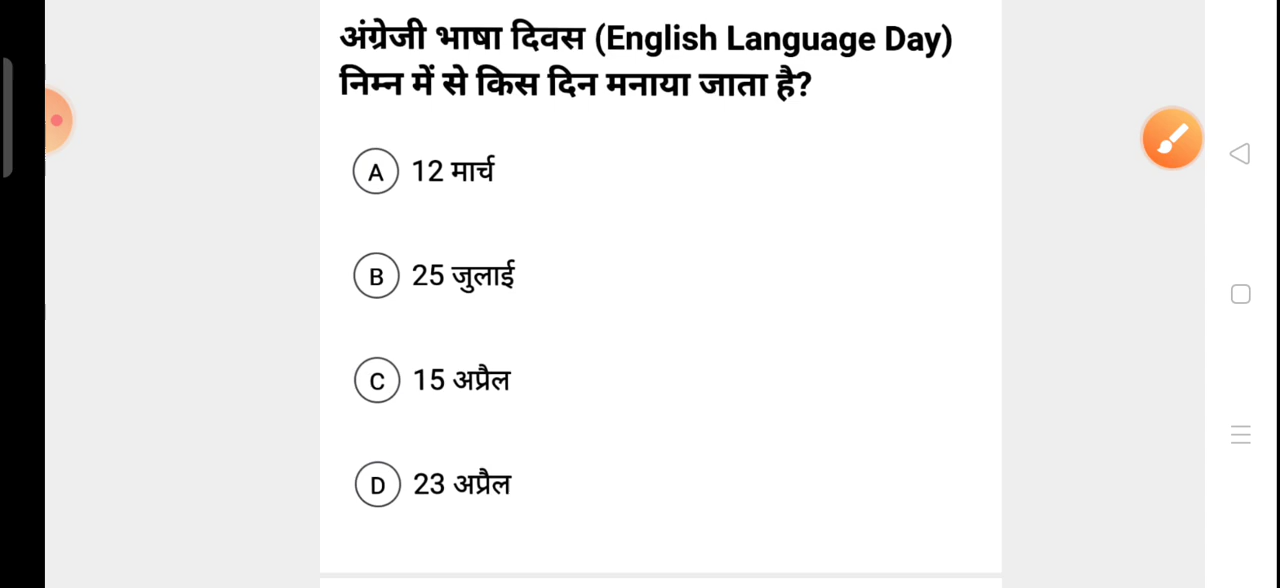 अंग्रेजी भाषा दिवस (English Language Day)
निम्न में से किस दिन मनाया जाता है?
A 12 मार्च
B 25 जुलाई
C 15 अप्रैल
D 23 अप्रैल